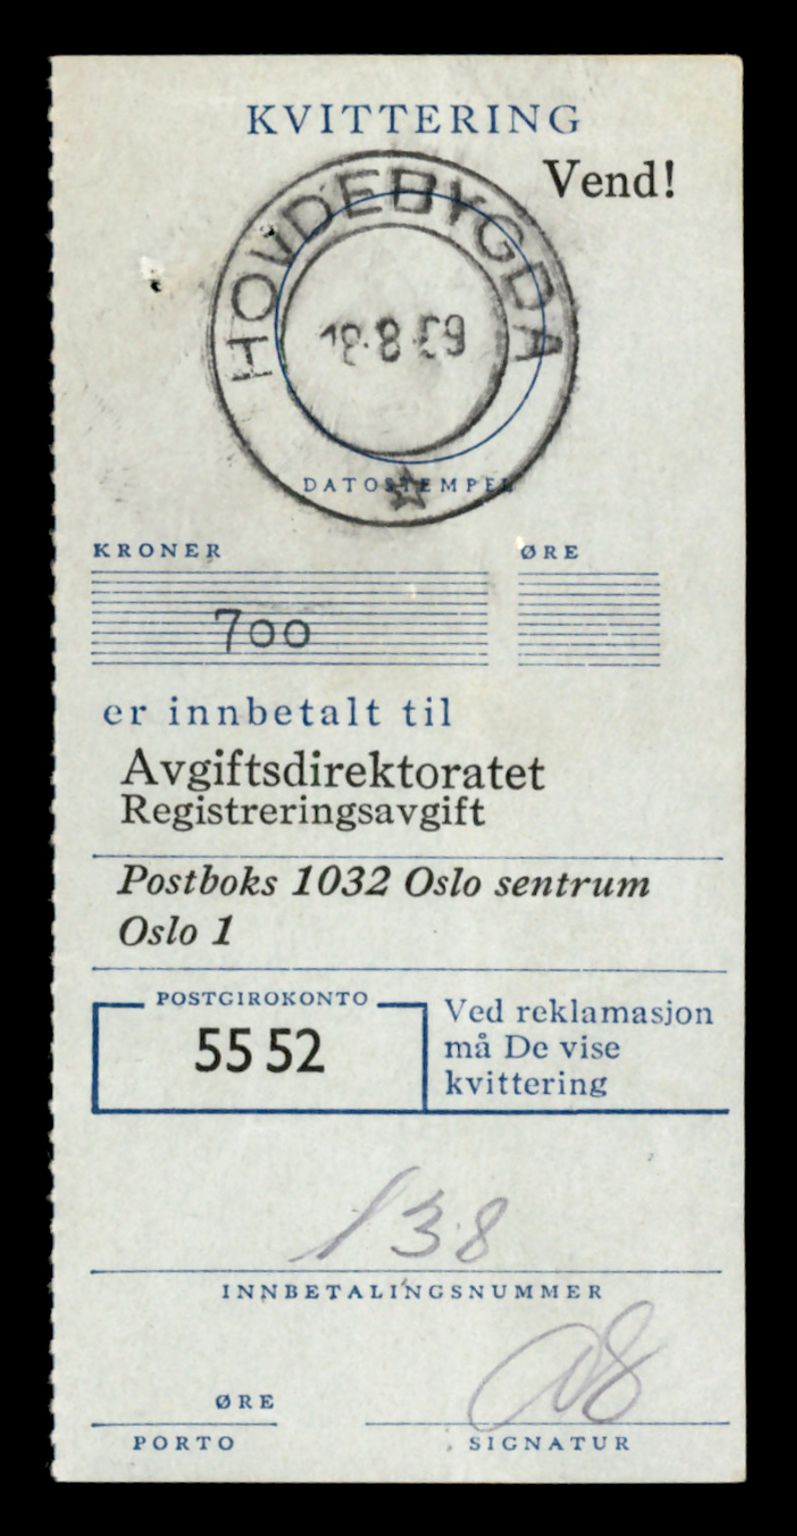 KVITTERING
Vend!
HOVDEBYGDA
18.8.69
DATOSTEMPEL
KRONER ØRE
700
er innbetalt til
Avgiftsdirektoratet
Registreringsavgift
Postboks 1032 Oslo sentrum
Oslo 1
POSTGIROKONTO
55 52
Ved reklamasjon
må De vise
kvittering
138
INNBETALINGSNUMMER
ØRE
PORTO
SIGNATUR